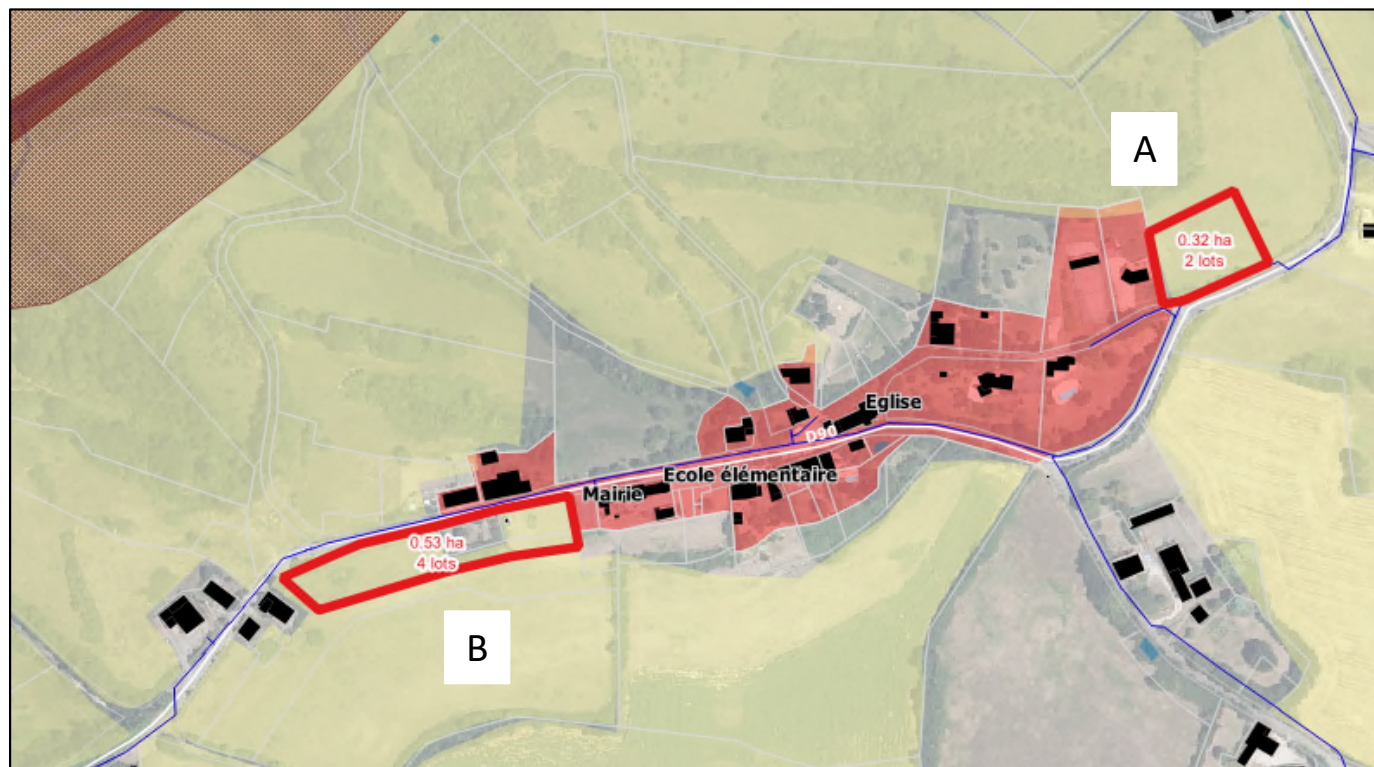 A
0.32 ha
2 lots
Eglise
D90
Ecole élémentaire
Mairie
0.53 ha
4 lots
B